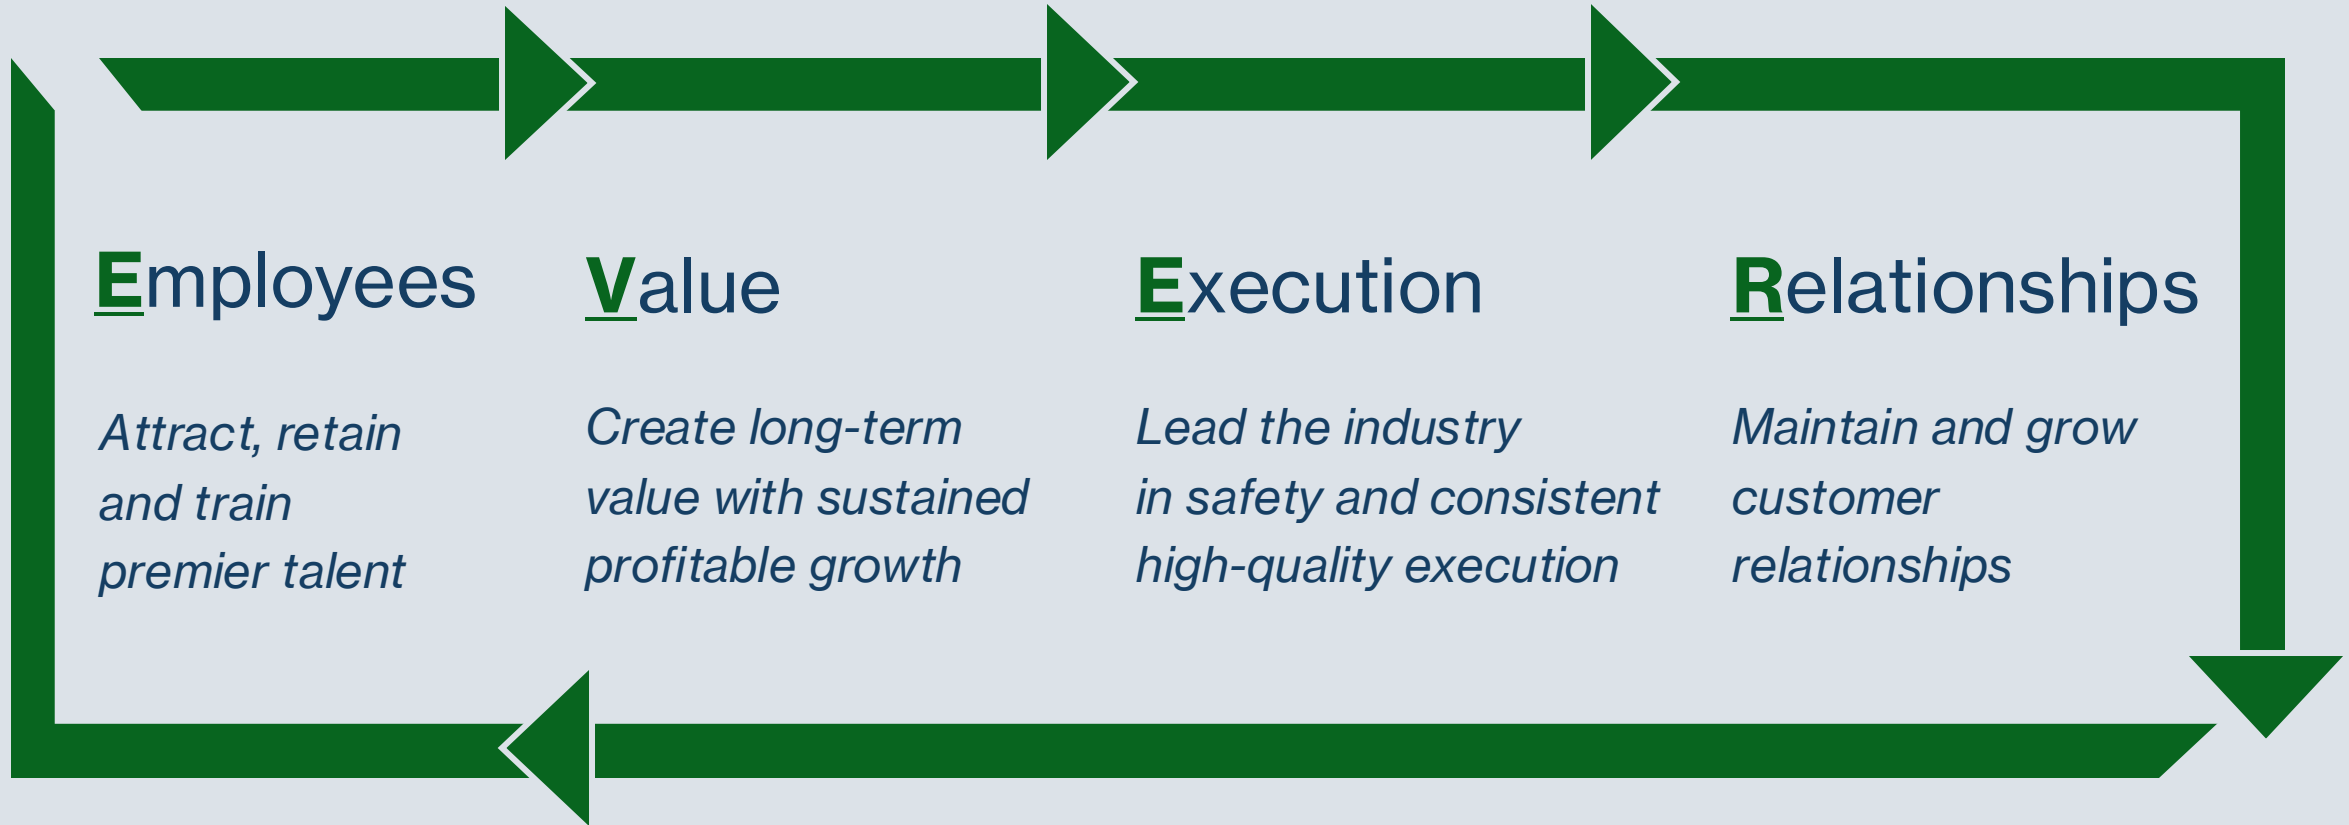 Employees
Attract, retain
and train
premier talent
Value
Create long-term
value with sustained
profitable growth
Execution
Lead the industry
in safety and consistent
high-quality execution
Relationships
Maintain and grow
customer
relationships